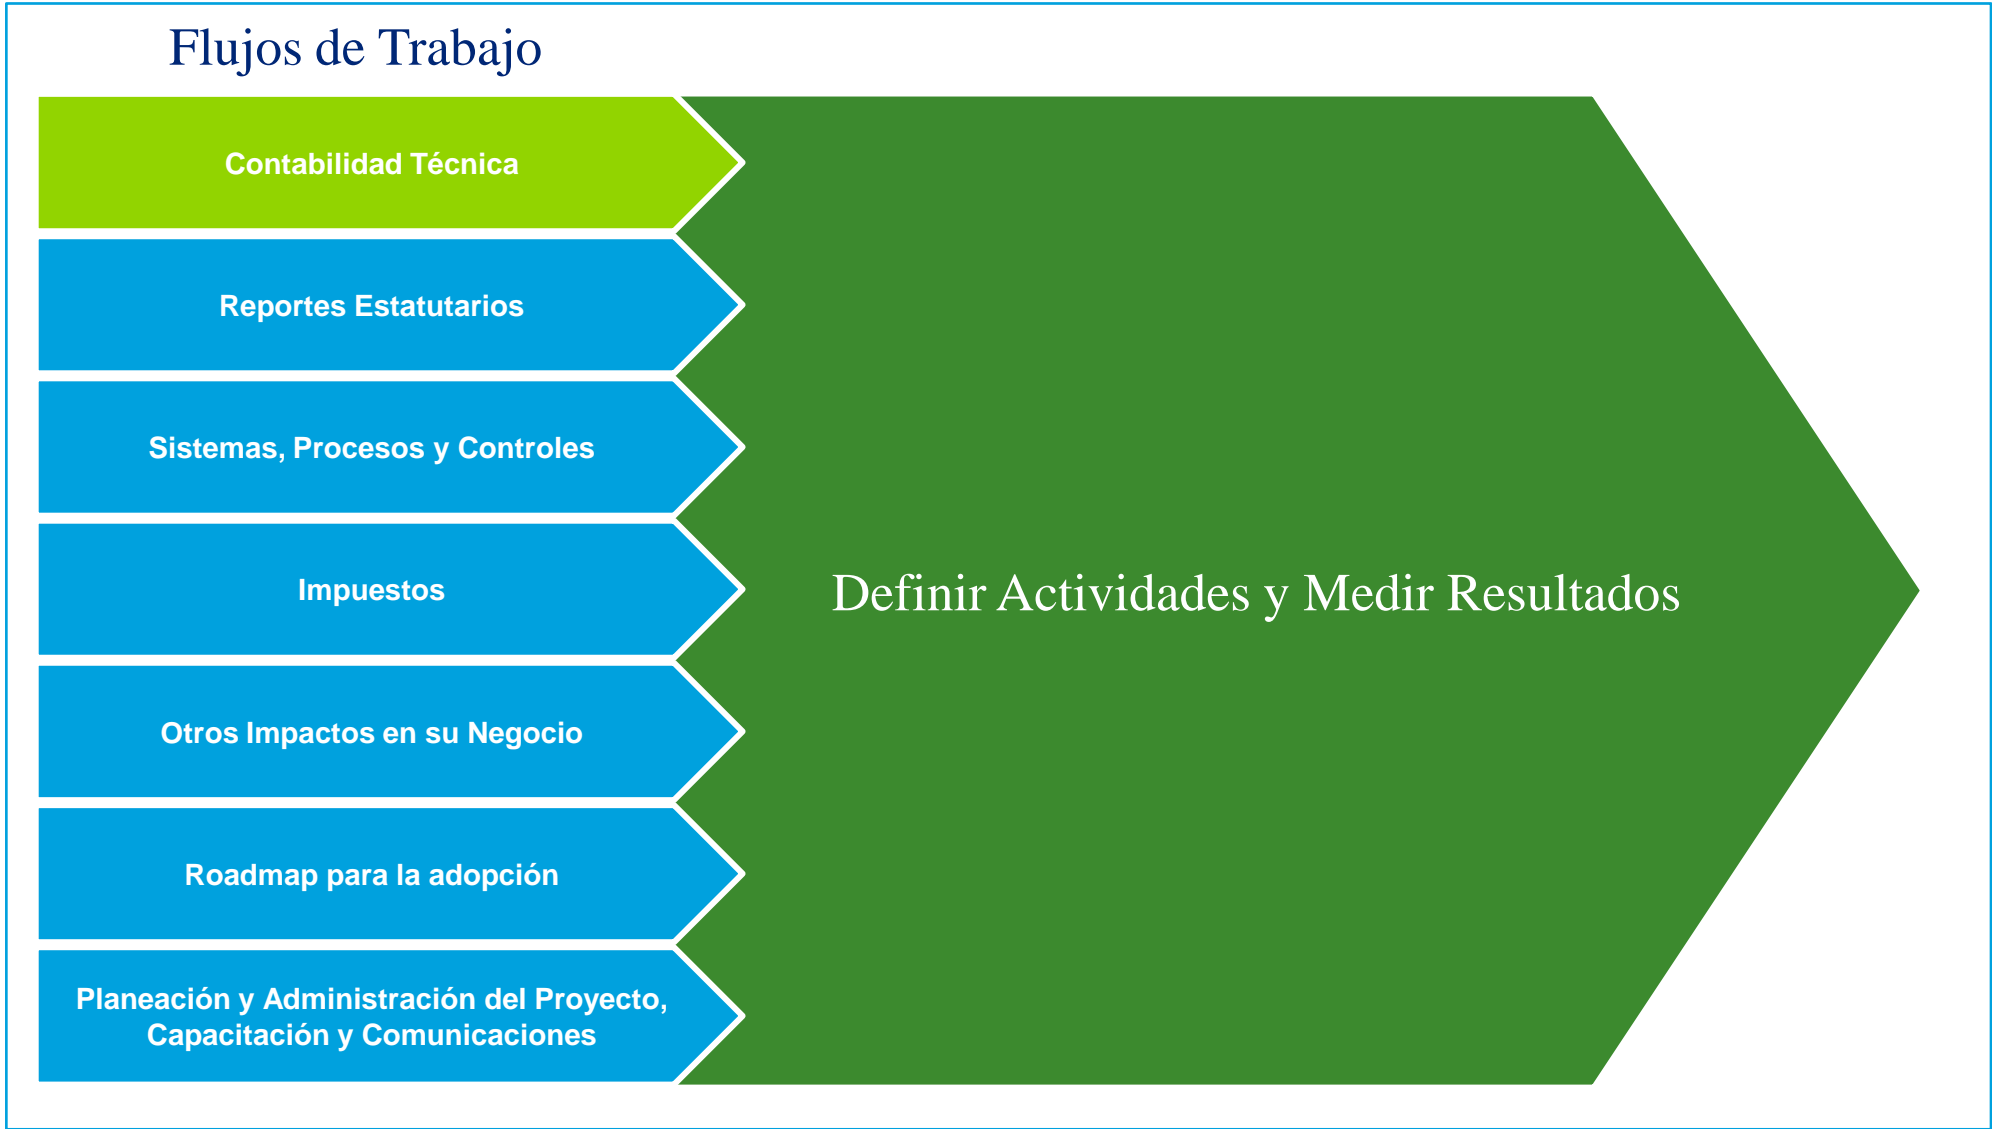 Flujos de Trabajo
Contabilidad Técnica
Reportes Estatutarios
Sistemas, Procesos y Controles
Impuestos
Otros Impactos en su Negocio
Roadmap para la adopción
Planeación y Administración del Proyecto,
Capacitación y Comunicaciones
Definir Actividades y Medir Resultados